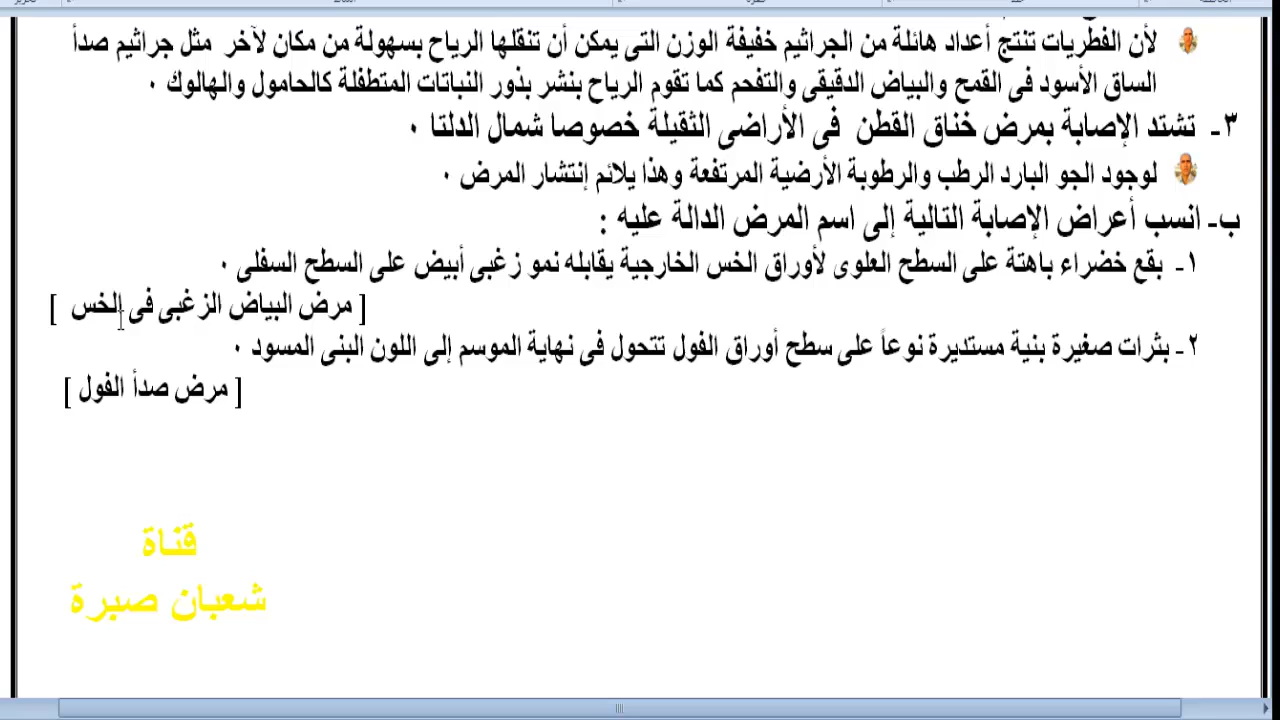 لأن الفطريات تنتج أعداد هائلة من الجراثيم خفيفة الوزن التى يمكن أن تنقلها الرياح بسهولة من مكان لآخر مثل جراثيم صدأ
الساق الأسود فى القمح والبياض الدقيقى والتفحم كما تقوم الرياح بنشر بذور النباتات المتطفلة كالحامول والهالوك ٠
٣- تشتد الإصابة بمرض خناق القطن فى الأراضى الثقيلة خصوصا شمال الدلتا ٠
لوجود الجو البارد الرطب والرطوبة الأرضية المرتفعة وهذا يلائم إنتشار المرض ٠
ب- انسب أعراض الإصابة التالية إلى اسم المرض الدالة عليه :
١- بقع خضراء باهتة على السطح العلوى لأوراق الخس الخارجية يقابله نمو زغبى أبيض على السطح السفلى ٠
[ مرض البياض الزغبى فى الخس ]
٢- بثرات صغيرة بنية مستديرة نوعاً على سطح أوراق الفول تتحول فى نهاية الموسم إلى اللون البنى المسود ٠
[ مرض صدأ الفول ]
قناة
شعبان صبرة